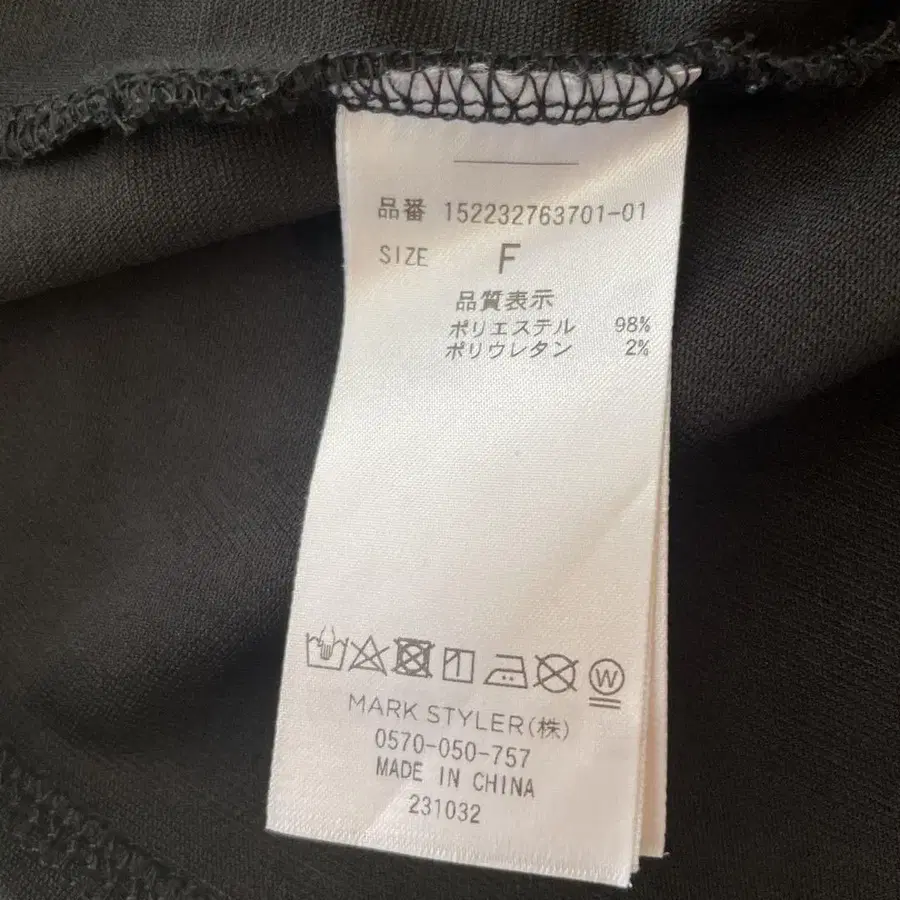 品番 152232763701-01
SIZE F
品質表示
ポリエステル 98%
ポリウレタン 2%
W
MARK STYLER(株)
0570-050-757
MADE IN CHINA
231032